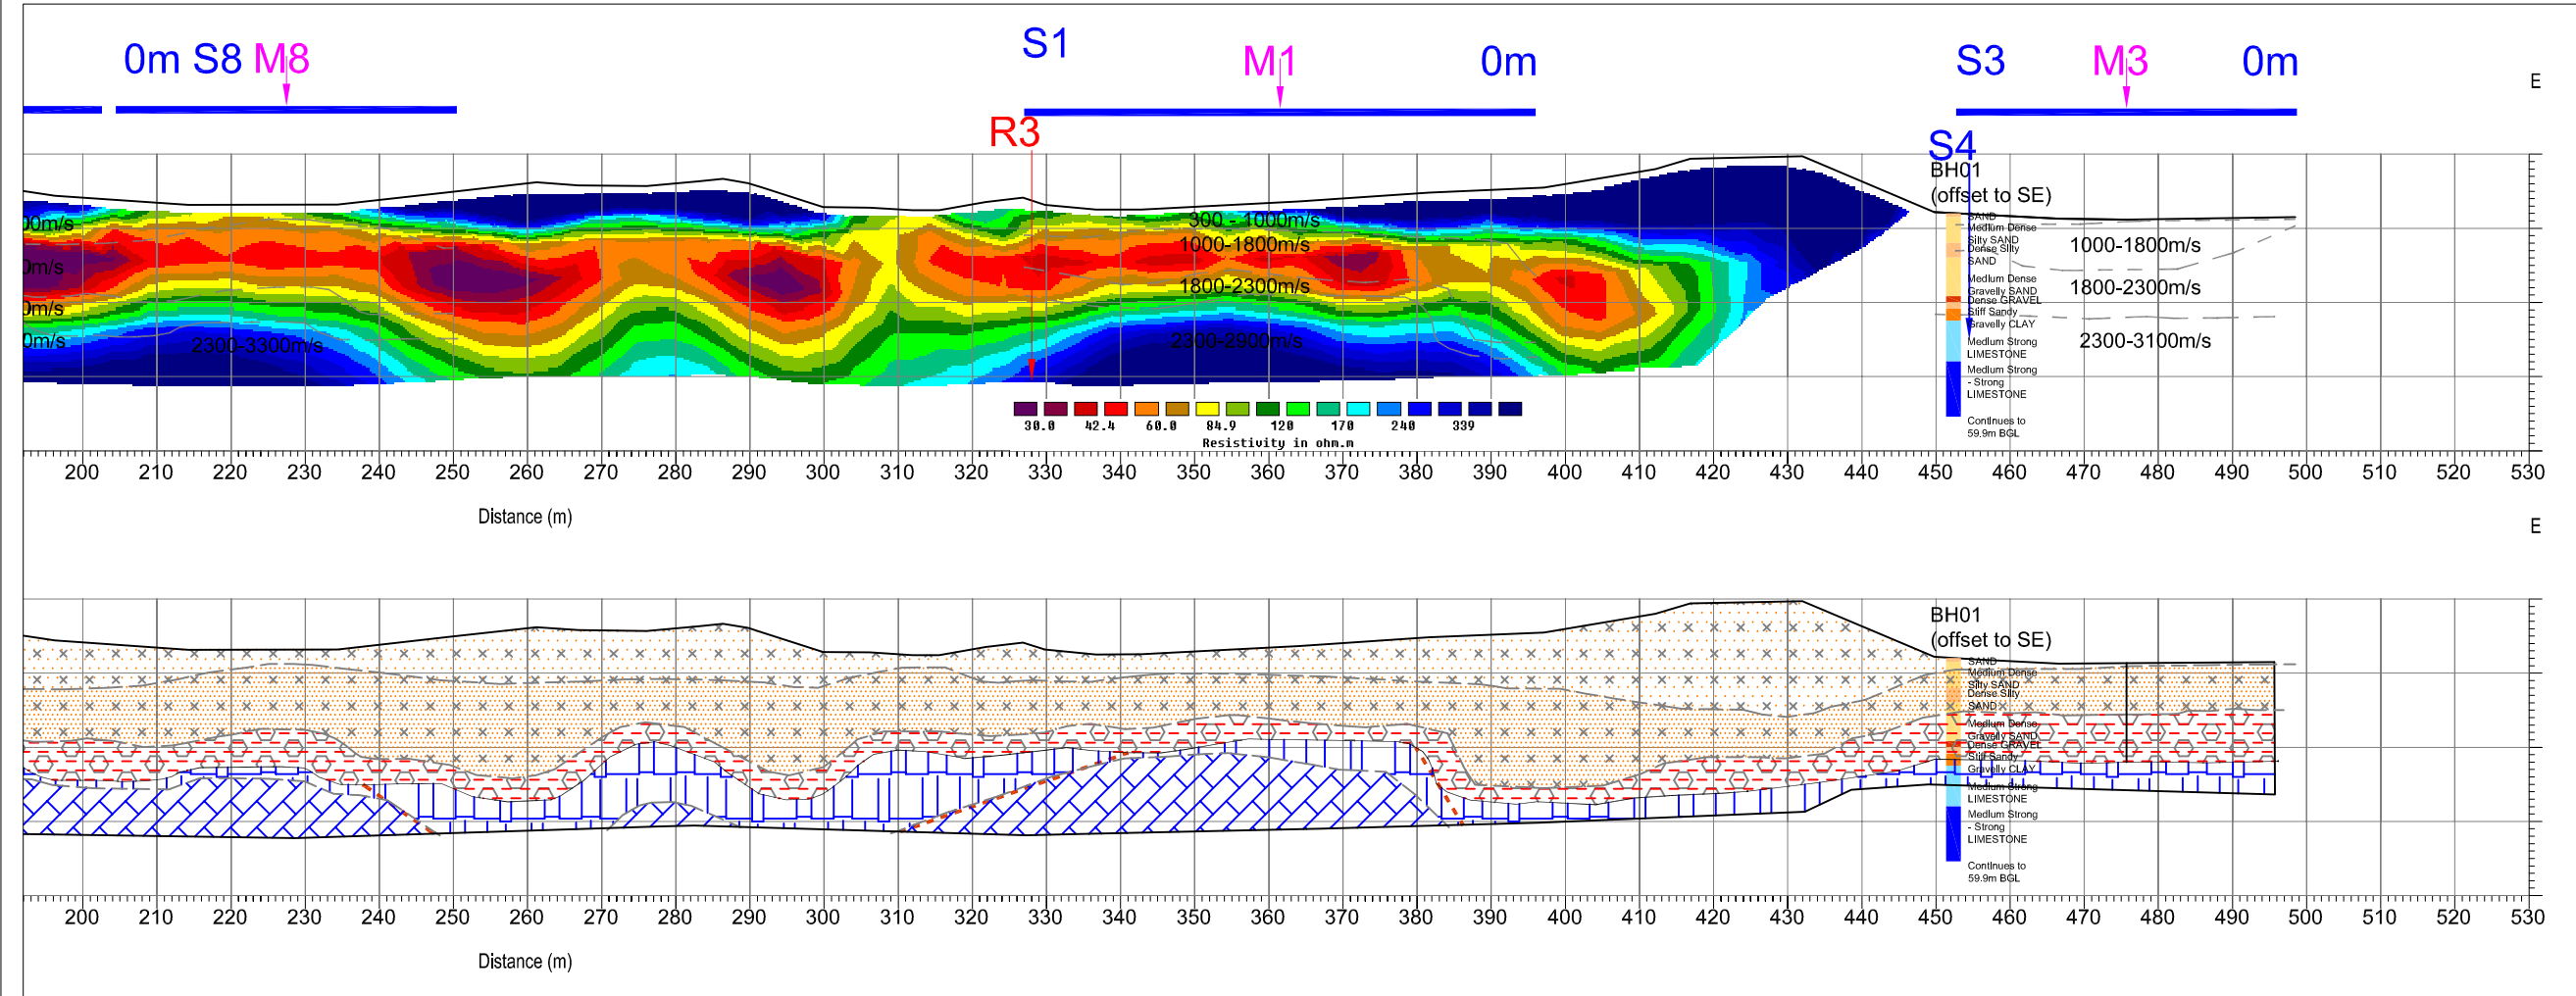 0m S8 M8
S1
M1
0m
S3
M3
0m
E
R3
S4
BH01
(offset to SE)
00m/s
0m/s
0m/s
0m/s
2300-3300m/s
300 - 1000m/s
1000-1800m/s
1800-2300m/s
2300-2900m/s
1000-1800m/s
1800-2300m/s
2300-3100m/s
SAND
Medium Dense
Silty SAND
Dense Silty
SAND
Medium Dense
Gravelly SAND
Dense GRAVEL
Stiff Sandy
Gravelly CLAY
Medium Strong
LIMESTONE
Medium Strong
- Strong
LIMESTONE
Continues to
59.9m BGL
30.0 42.4 60.0 84.9 120 170 240 339
Resistivity in ohm.m
200 210 220 230 240 250 260 270 280 290 300 310 320 330 340 350 360 370 380 390 400 410 420 430 440 450 460 470 480 490 500 510 520 530
Distance (m)
E
BH01
(offset to SE)
SAND
Medium Dense
Silty SAND
Dense Silty
SAND
Medium Dense
Gravelly SAND
Dense GRAVEL
Stiff Sandy
Gravelly CLAY
Medium Strong
LIMESTONE
Medium Strong
- Strong
LIMESTONE
Continues to
59.9m BGL
200 210 220 230 240 250 260 270 280 290 300 310 320 330 340 350 360 370 380 390 400 410 420 430 440 450 460 470 480 490 500 510 520 530
Distance (m)